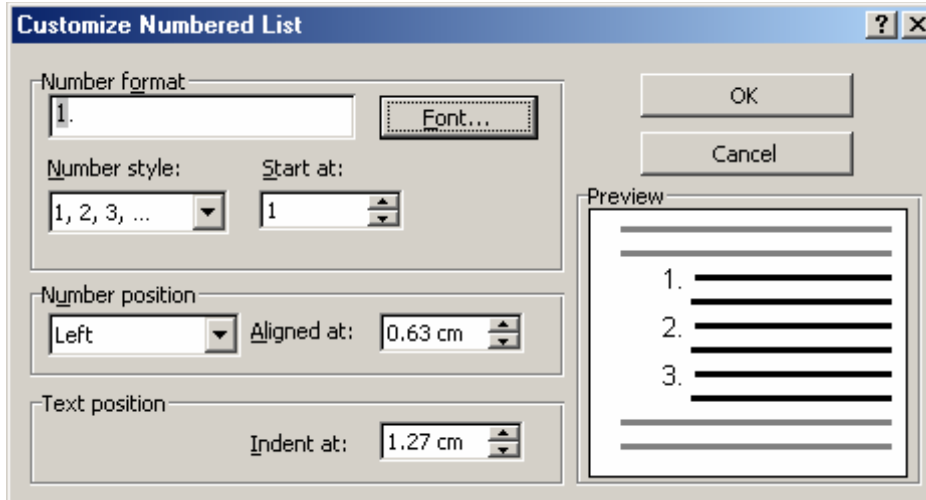 Customize Numbered List
Number format
1.
Font...
Number style:
Start at:
1, 2, 3, ...
1
Number position
Left
Aligned at:
0.63 cm
Text position
Indent at:
1.27 cm
OK
Cancel
Preview
1.
2.
3.